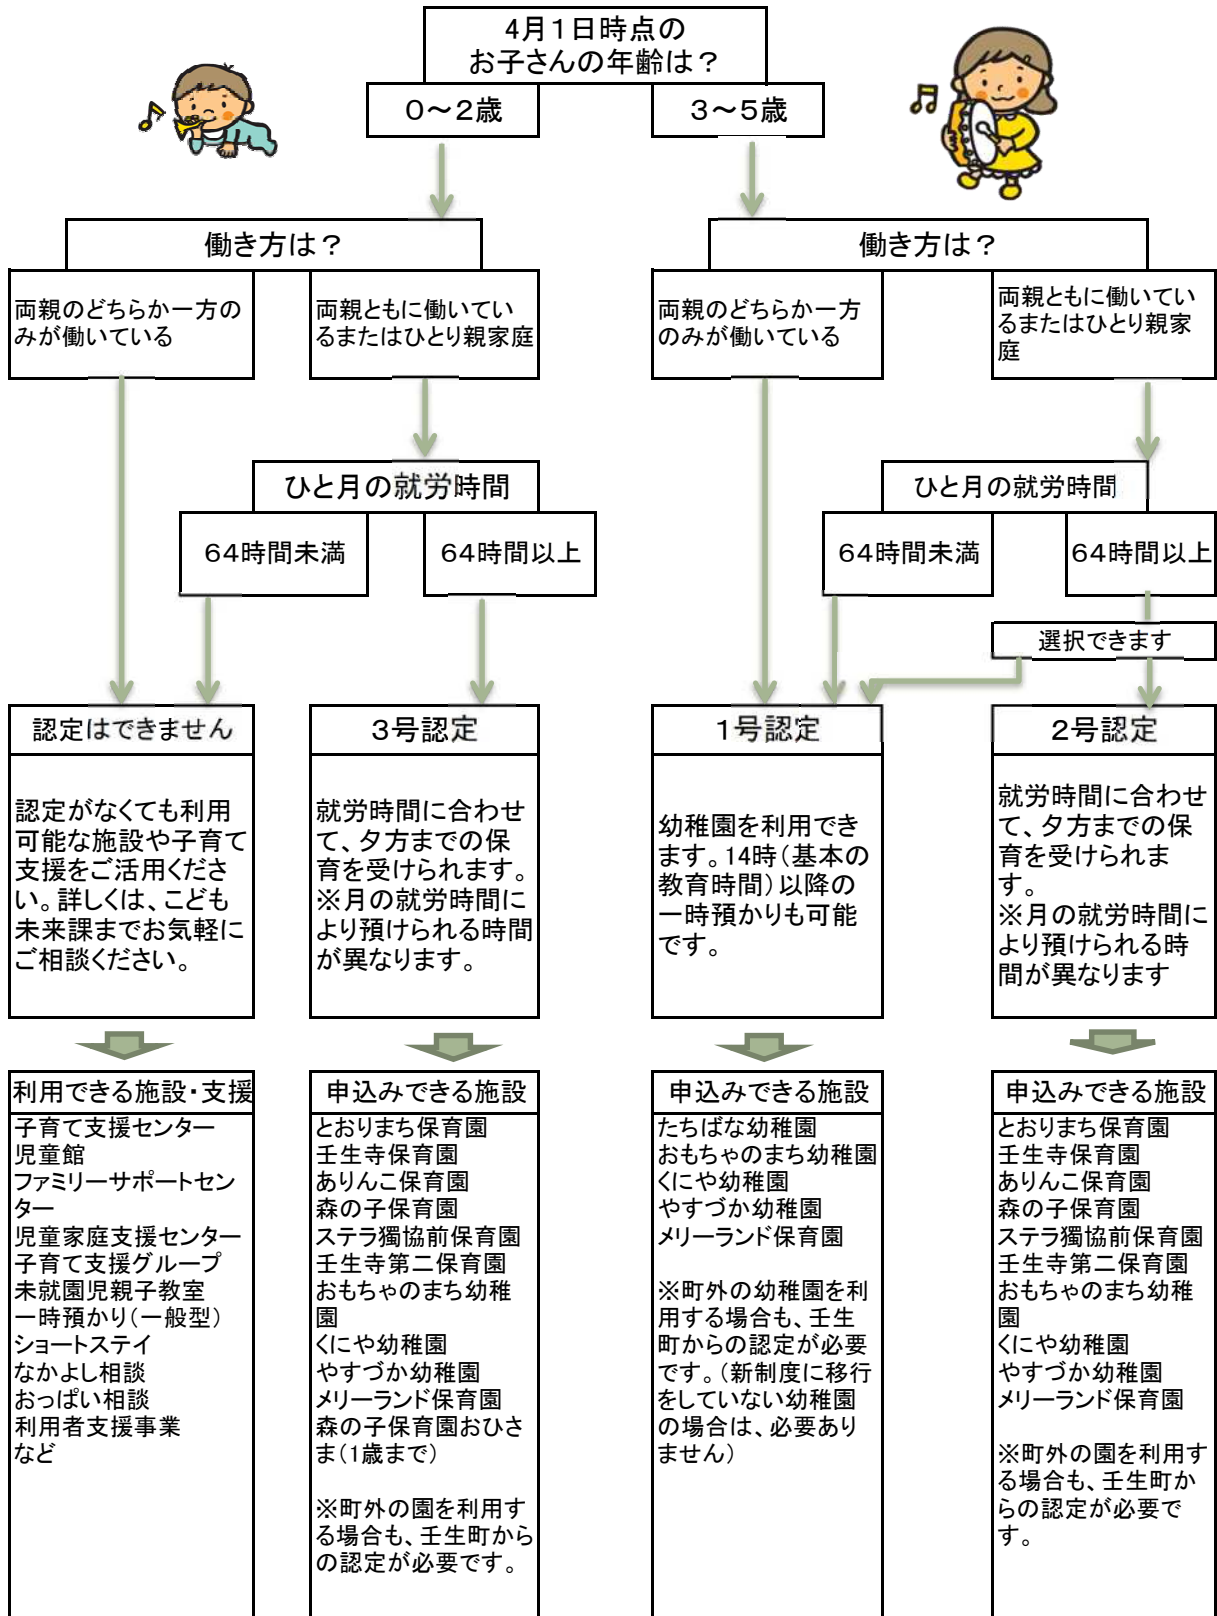 4月1日時点の
お子さんの年齢は?
0～2歳
3～5歳
働き方は?
両親のどちらか一方の
みが働いている
両親ともに働いてい
るまたはひとり親家庭
ひと月の就労時間
64時間未満
64時間以上
働き方は?
両親のどちらか一方
のみが働いている
両親ともに働いてい
るまたはひとり親家
庭
ひと月の就労時間
64時間未満
64時間以上
選択できます
認定はできません
認定がなくても利用
可能な施設や子育て
支援をご活用くださ
い。詳しくは、こども
未来課までお気軽に
ご相談ください。
3号認定
就労時間に合わせ
て、夕方までの保
育を受けられます。
※月の就労時間に
より預けられる時間
が異なります。
1号認定
幼稚園を利用でき
ます。14時(基本の
教育時間)以降の
一時預かりも可能
です。
2号認定
就労時間に合わせ
て、夕方までの保
育を受けられま
す。
※月の就労時間に
より預けられる時
間が異なります
利用できる施設・支援
子育て支援センター
児童館
ファミリーサポートセン
ター
児童家庭支援センター
子育て支援グループ
未就園児親子教室
一時預かり(一般型)
ショートステイ
なかよし相談
おっぱい相談
利用者支援事業
など
申込みできる施設
とおりまち保育園
壬生寺保育園
ありんこ保育園
森の子保育園
ステラ獨協前保育園
壬生寺第二保育園
おもちゃのまち幼稚
園
くにや幼稚園
やすづか幼稚園
メリーランド保育園
森の子保育園おひさ
ま(1歳まで)
※町外の園を利用す
る場合も、壬生町から
の認定が必要です。
申込みできる施設
たちばな幼稚園
おもちゃのまち幼稚園
くにや幼稚園
やすづか幼稚園
メリーランド保育園
※町外の幼稚園を利
用する場合も、壬生
町からの認定が必要
です。(新制度に移行
をしていない幼稚園
の場合は、必要あり
ません)
申込みできる施設
とおりまち保育園
壬生寺保育園
ありんこ保育園
森の子保育園
ステラ獨協前保育園
壬生寺第二保育園
おもちゃのまち幼稚
園
くにや幼稚園
やすづか幼稚園
メリーランド保育園
※町外の園を利用す
る場合も、壬生町か
らの認定が必要で
す。